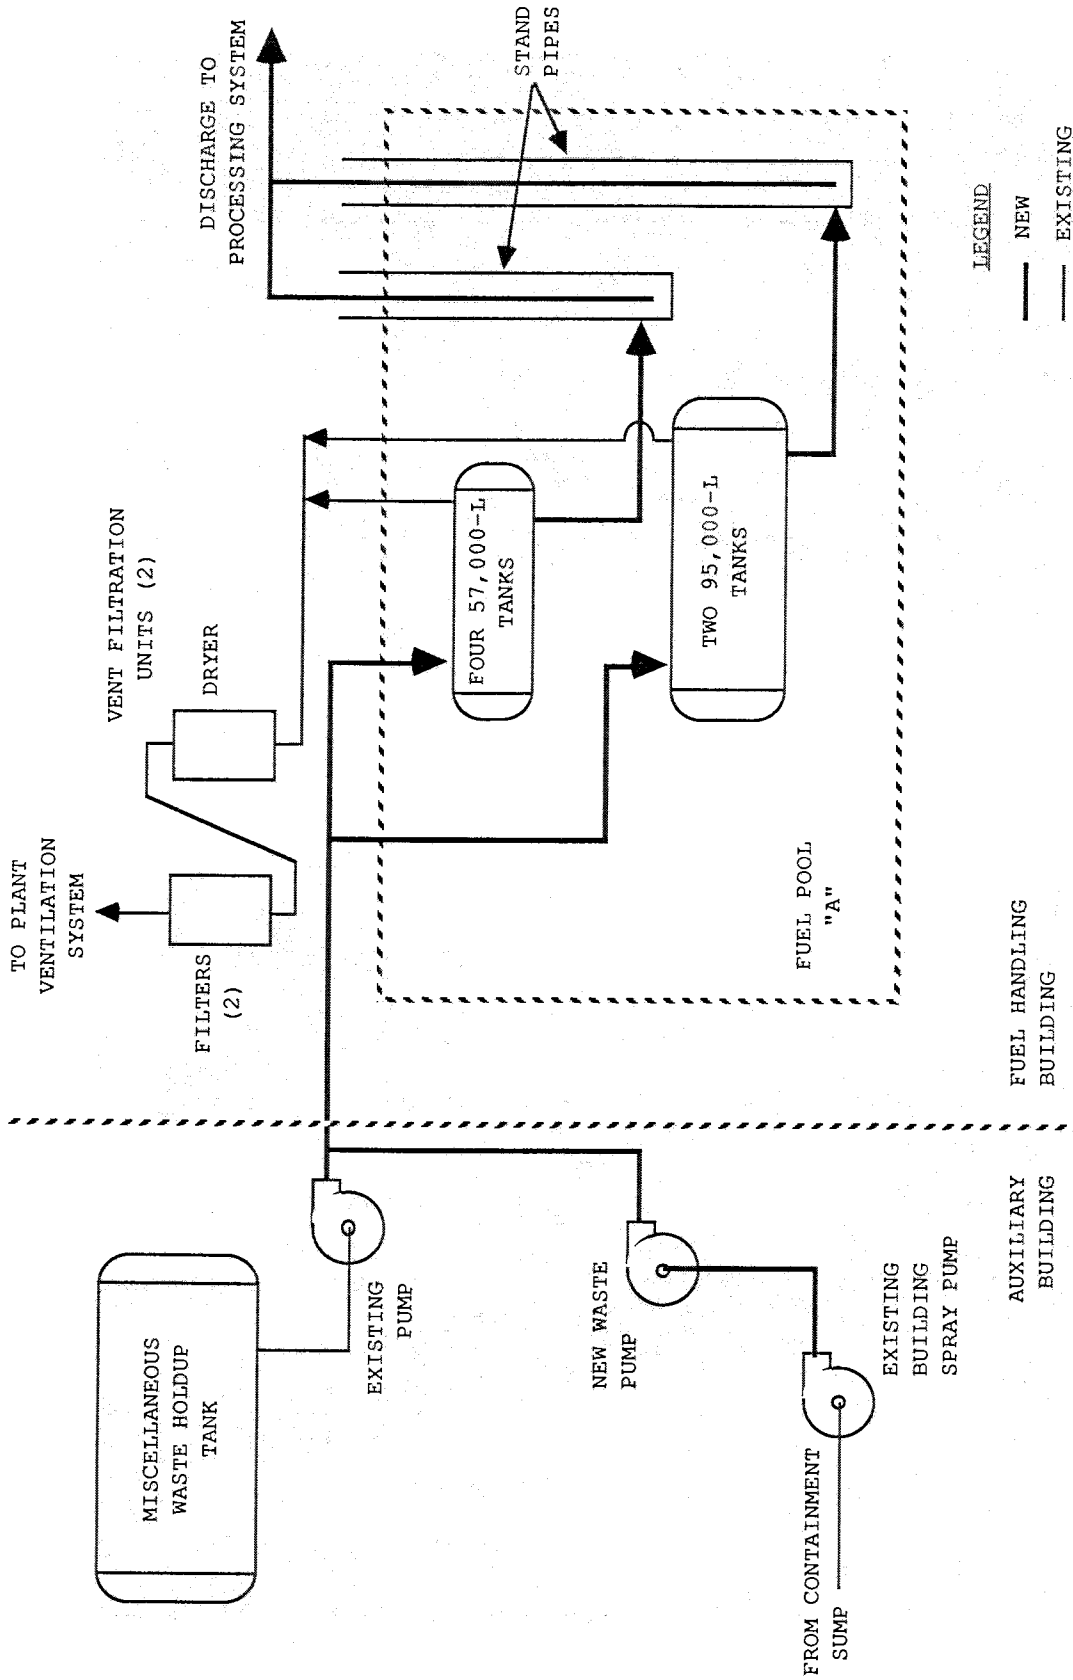 TO PLANT
VENTILATION
SYSTEM
VENT FILTRATION
UNITS (2)
DRYER
FILTERS
(2)
DISCHARGE TO
PROCESSING SYSTEM
STAND
PIPES
MISCELLANEOUS
WASTE HOLDUP
TANK
EXISTING
PUMP
FOUR 57,000-L
TANKS
TWO 95,000-L
TANKS
NEW WASTE
PUMP
FUEL POOL
"A"
FROM CONTAINMENT
SUMP
EXISTING
BUILDING
SPRAY PUMP
AUXILIARY
BUILDING
FUEL HANDLING
BUILDING
LEGEND
NEW
EXISTING